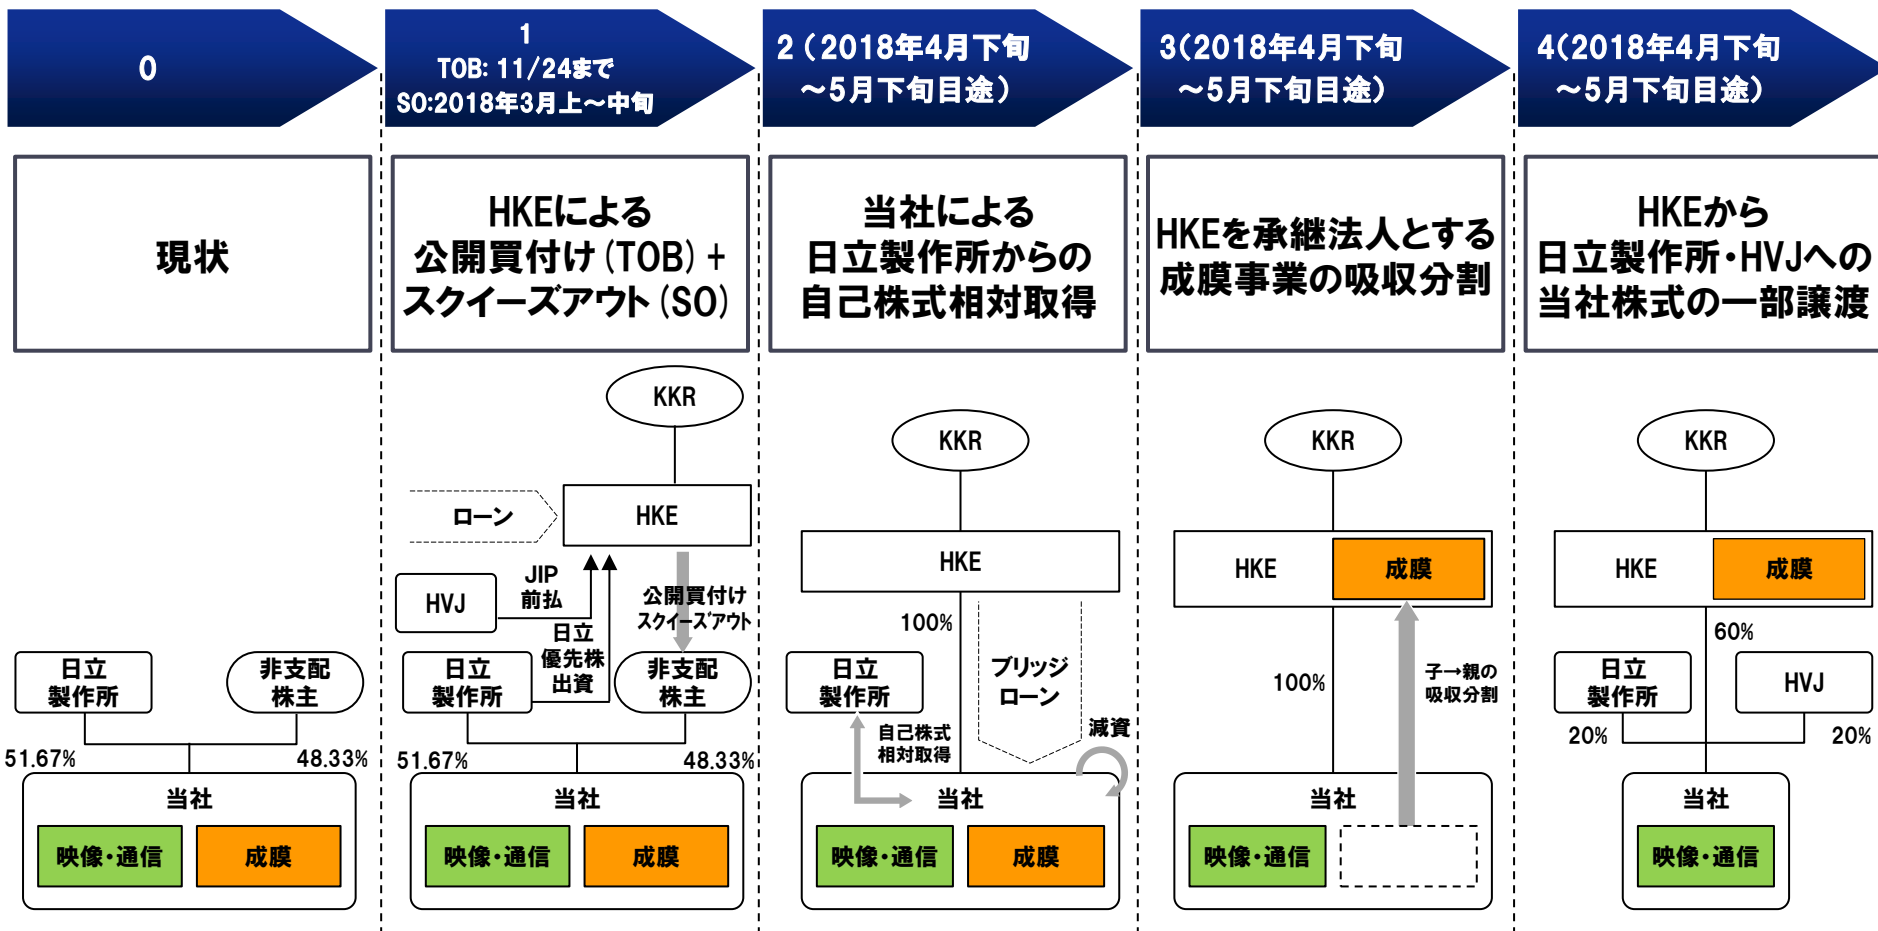 0
1
TOB: 11/24まで
SO:2018年3月上～中旬
2（2018年4月下旬
～5月下旬目途）
3(2018年4月下旬
～5月下旬目途)
4(2018年4月下旬
～5月下旬目途)
現状
HKEによる
公開買付け(TOB)+
スクイーズアウト(SO)
当社による
日立製作所からの
自己株式相対取得
HKEを承継法人とする
成膜事業の吸収分割
HKEから
日立製作所・HVJへの
当社株式の一部譲渡
日立
製作所
非支配
株主
51.67%
48.33%
当社
映像・通信
成膜
KKR
ローン
HKE
HVJ
JIP
前払
公開買付け
スクイーズアウト
日立
優先株
出資
日立
製作所
非支配
株主
51.67%
48.33%
当社
映像・通信
成膜
KKR
HKE
100%
日立
製作所
ブリッジ
ローン
自己株式
相対取得
減資
当社
映像・通信
成膜
KKR
HKE
成膜
100%
子→親の
吸収分割
当社
映像・通信
KKR
HKE
成膜
60%
日立
製作所
HVJ
20%
20%
当社
映像・通信